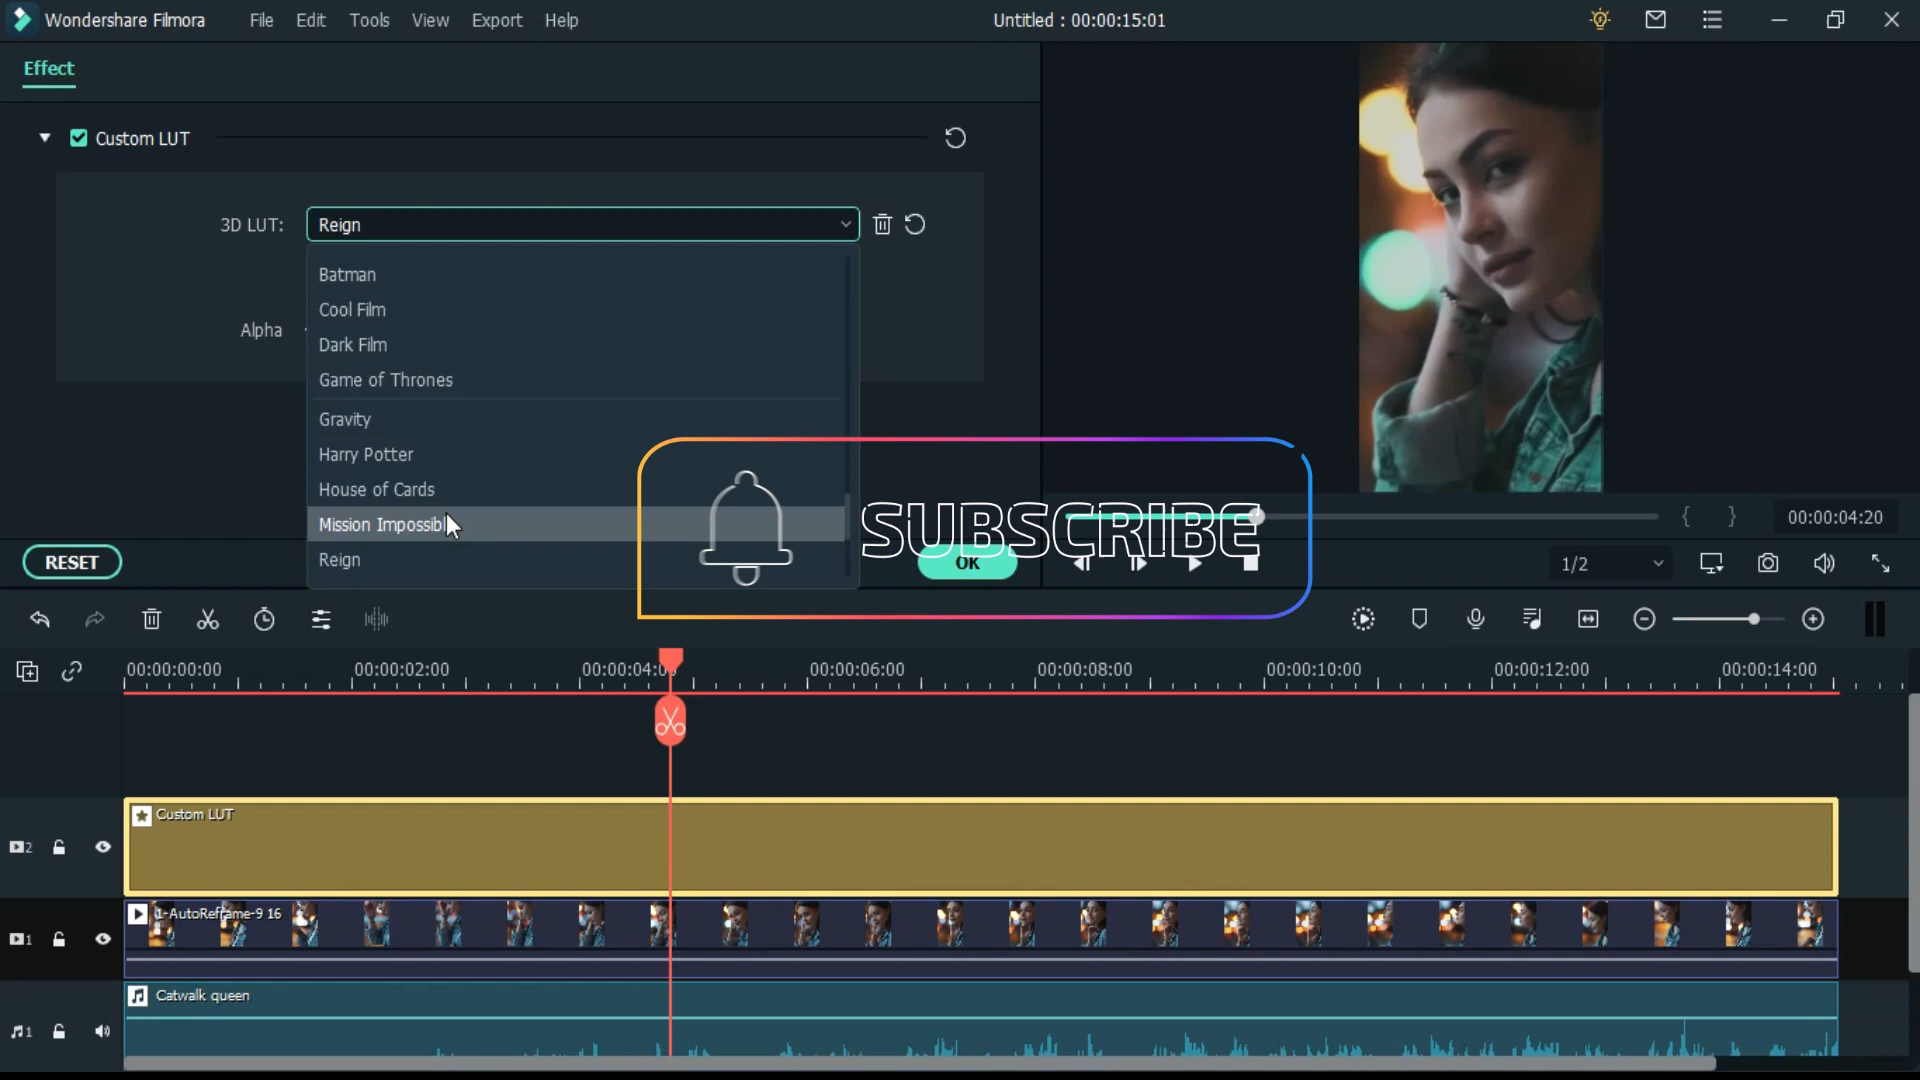 Wondershare Filmora File Edit Tools View Export Help Untitled : 00:00:15:01
Effect
Custom LUT
3D LUT: Reign
Batman
Cool Film
Alpha
Dark Film
Game of Thrones
Gravity
Harry Potter
House of Cards
Mission Impossibl
Reign
SUBSCRIBE
{ } 00:00:04:20
RESET
OK
1/2
00:00:00:00 00:00:02:00 00:00:04:00 00:00:06:00 00:00:08:00 00:00:10:00 00:00:12:00 00:00:14:00
Custom LUT
2
1-AutoReframe-9 16
1
Catwalk queen
1